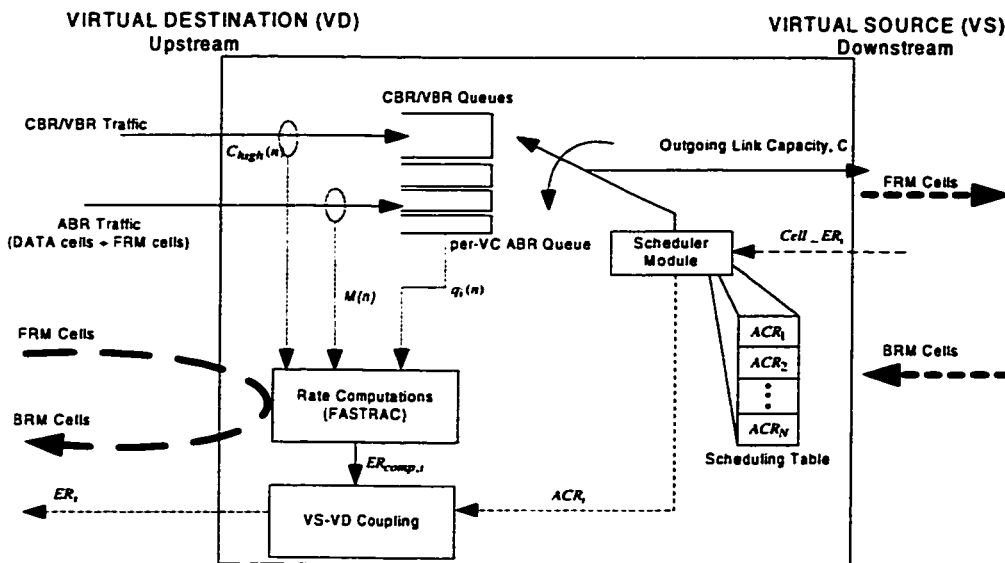 VIRTUAL DESTINATION (VD)
Upstream
VIRTUAL SOURCE (VS)
Downstream
CBR/VBR Queues
CBR/VBR Traffic
C_high(n)
Outgoing Link Capacity, C
FRM Cells
ABR Traffic
(DATA cells + FRM cells)
per-VC ABR Queue
Scheduler
Module
Cell_ER_i
M(n)
q_i(n)
FRM Cells
ACR_1
ACR_2
ACR_N
BRM Cells
Rate Computations
(FASTRAC)
BRM Cells
Scheduling Table
ER_comp,i
ER_i
ACR_i
VS-VD Coupling